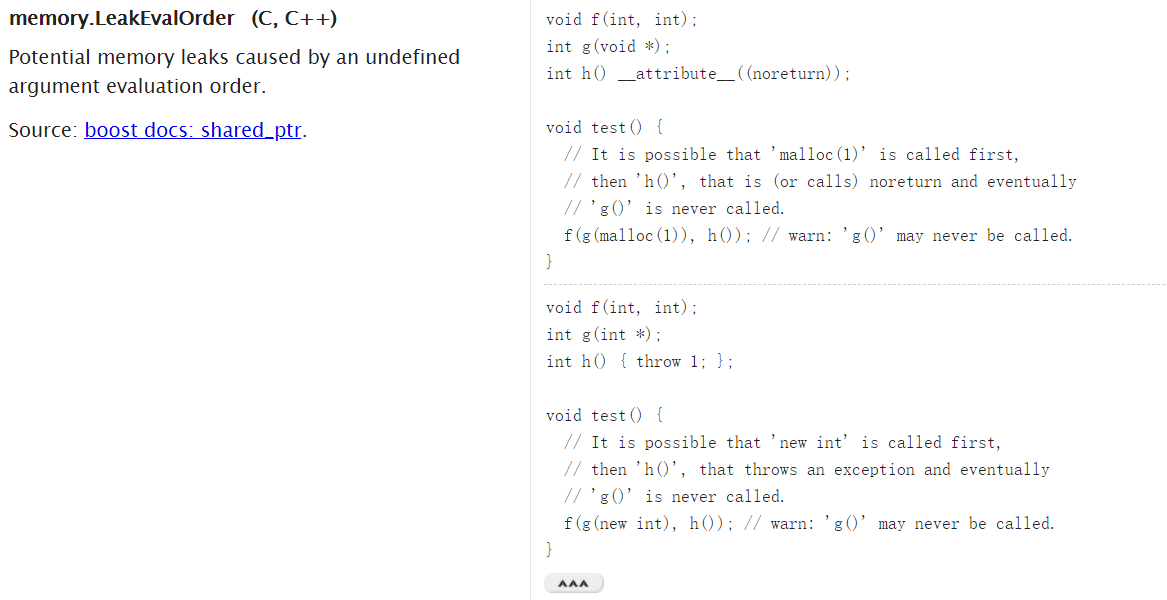 memory.LeakEvalOrder (C, C++)
Potential memory leaks caused by an undefined
argument evaluation order.
Source: boost docs: shared_ptr.
void f(int, int);
int g(void *);
int h() __attribute__((noreturn));
void test() {
// It is possible that 'malloc(1)' is called first,
// then 'h()', that is (or calls) noreturn and eventually
// 'g()' is never called.
f(g(malloc(1)), h()); // warn: 'g()' may never be called.
}
void f(int, int);
int g(int *);
int h() { throw 1; };
void test() {
// It is possible that 'new int' is called first,
// then 'h()', that throws an exception and eventually
// 'g()' is never called.
f(g(new int), h()); // warn: 'g()' may never be called.
}
∧∧∧